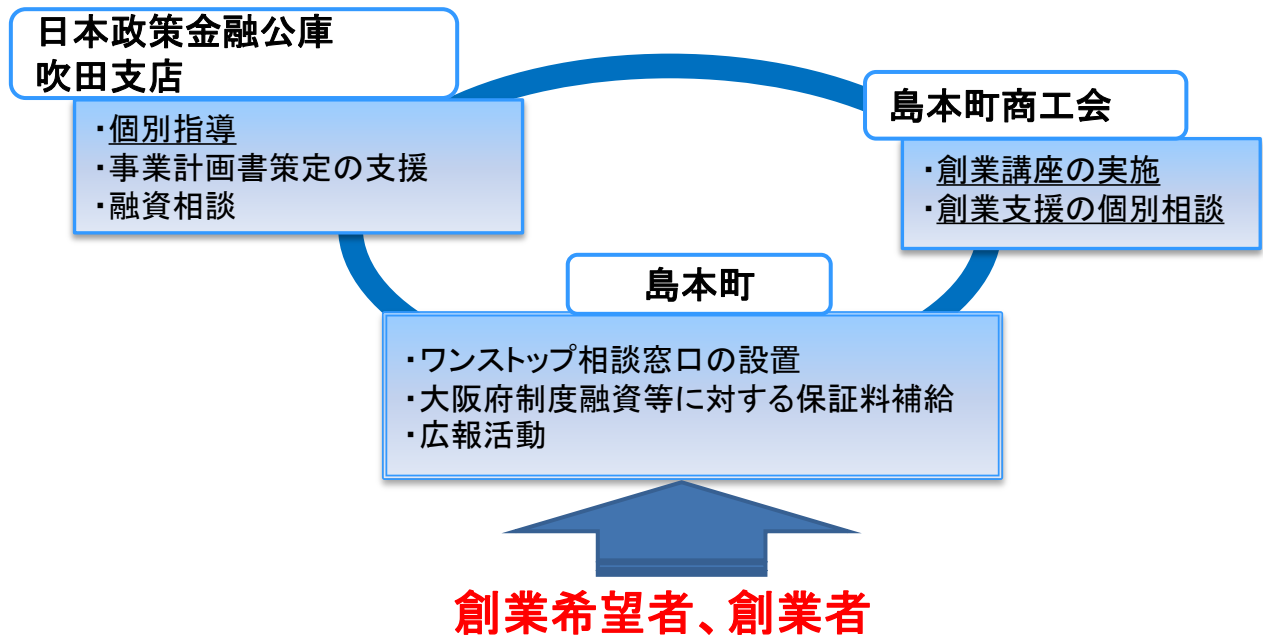 日本政策金融公庫
吹田支店
・個別指導
・事業計画書策定の支援
・融資相談
島本町商工会
・創業講座の実施
・創業支援の個別相談
島本町
・ワンストップ相談窓口の設置
・大阪府制度融資等に対する保証料補給
・広報活動
創業希望者、創業者